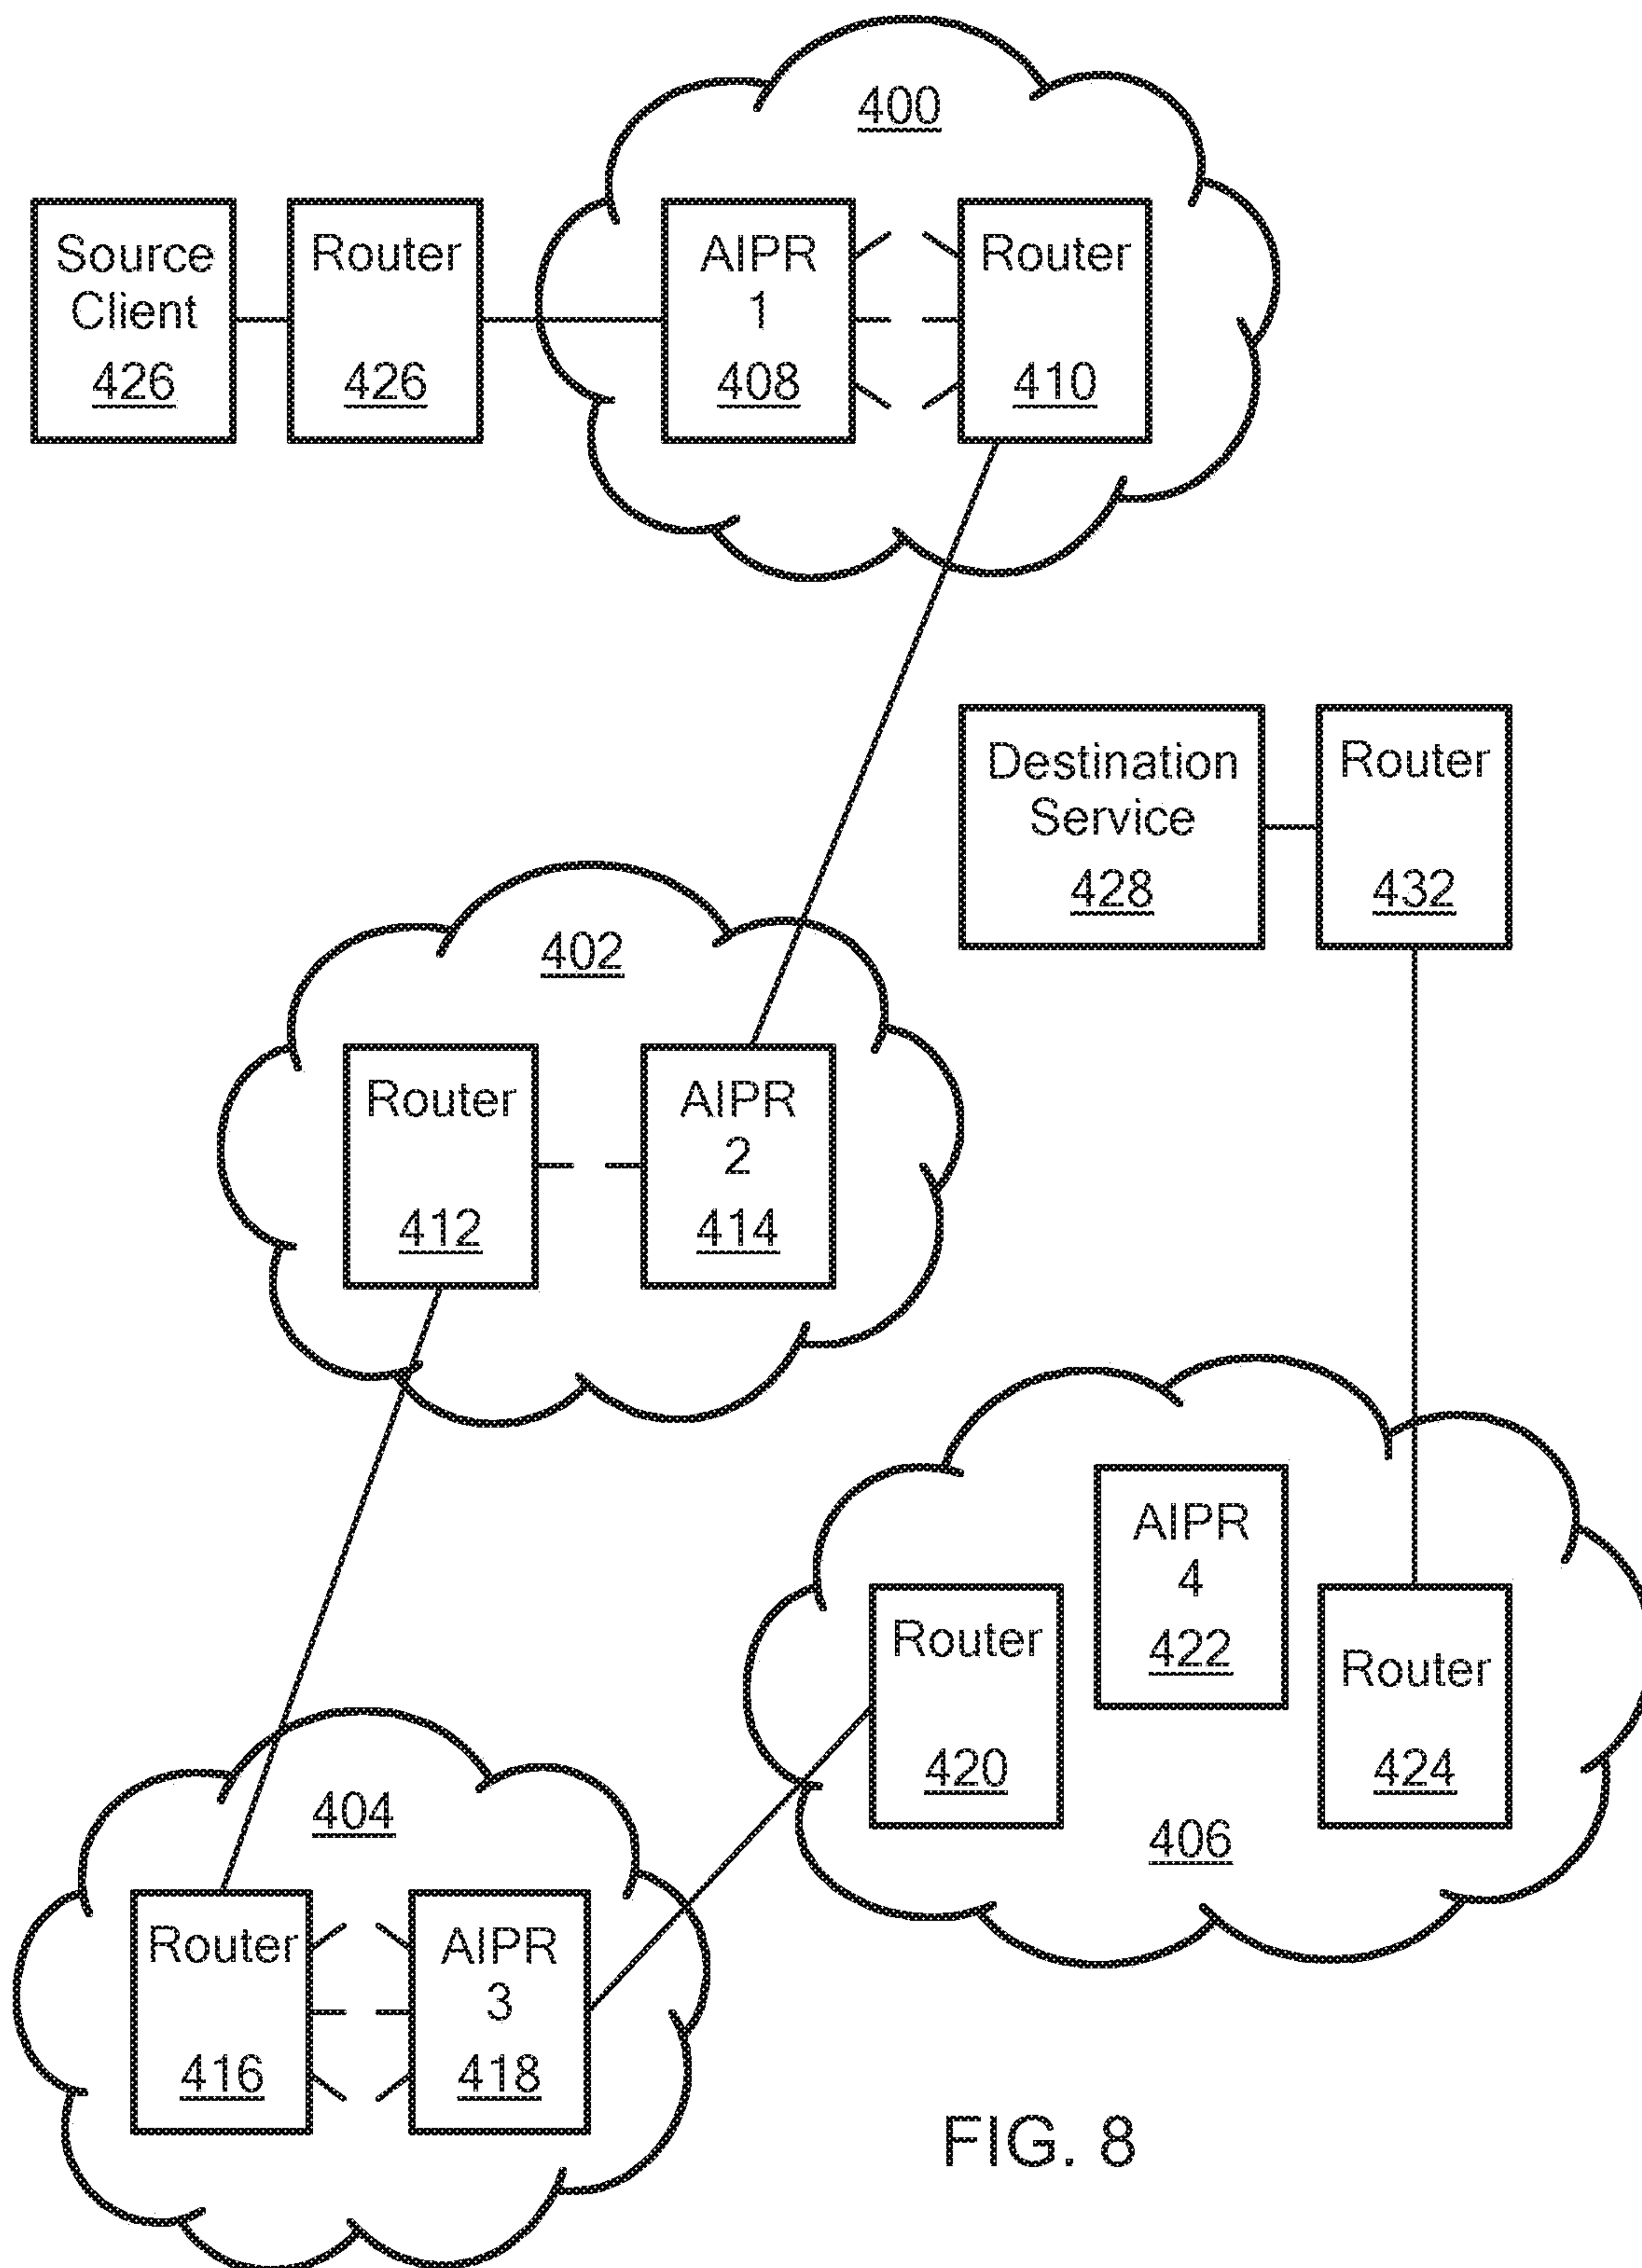 400
Source
Client
426
Router
426
AIPR
1
408
Router
410
Destination
Service
428
Router
432
402
Router
412
AIPR
2
414
AIPR
4
422
Router
420
Router
424
406
404
Router
416
AIPR
3
418
FIG. 8